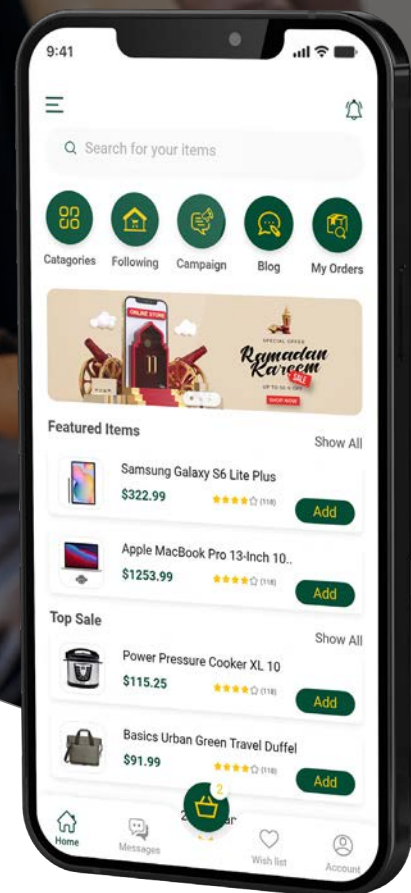 9:41
Search for your items
Catagories Following Campaign Blog My Orders
ONLINE STORE
SPECIAL OFFER
Ramadan
Kareem
SALE
SHOP NOW
Featured Items Show All
Samsung Galaxy S6 Lite Plus
$322.99 (118) Add
Apple MacBook Pro 13-Inch 10..
$1253.99 (118) Add
Top Sale Show All
Power Pressure Cooker XL 10
$115.25 (118) Add
Basics Urban Green Travel Duffel
$91.99 (118) Add
2
Home Messages Wish list Account